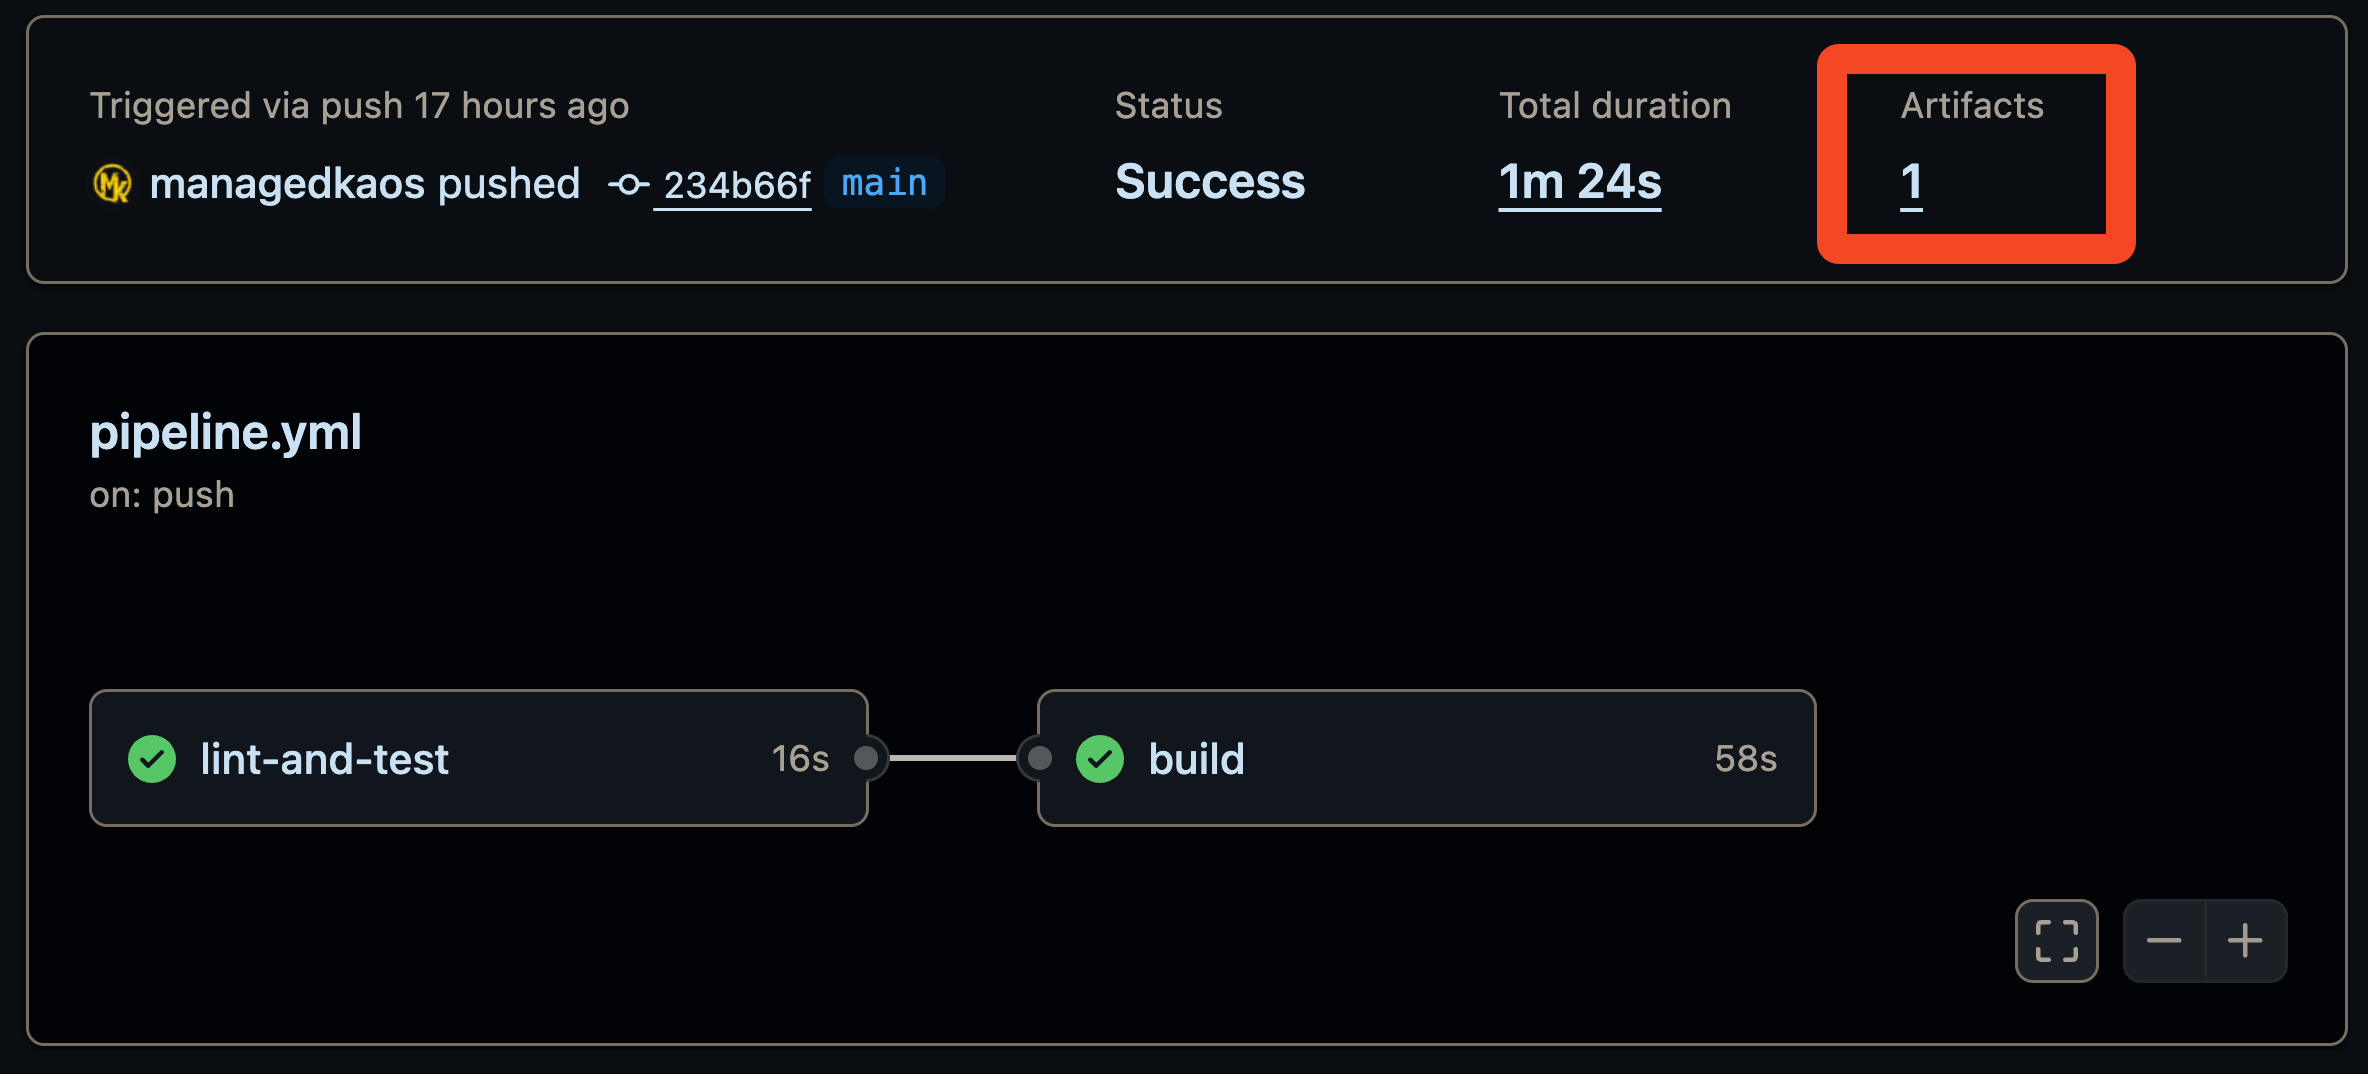 Triggered via push 17 hours ago
managedkaos pushed 234b66f main
Status
Success
Total duration
1m 24s
Artifacts
1
pipeline.yml
on: push
lint-and-test 16s
build 58s